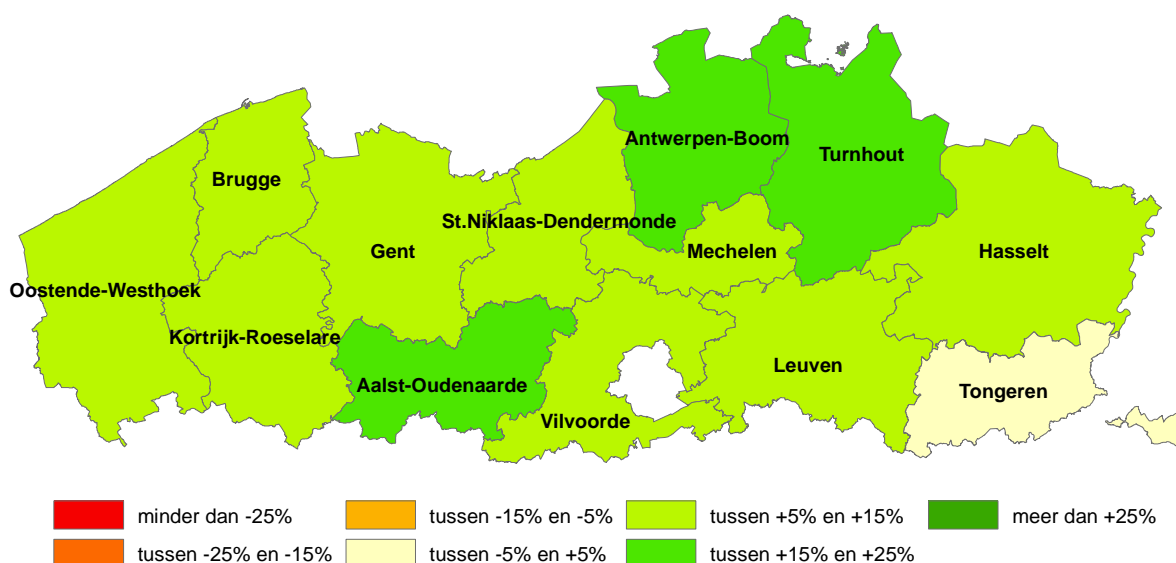 Antwerpen-Boom
Turnhout
Brugge
St.Niklaas-Dendermonde
Gent
Mechelen
Hasselt
Oostende-Westhoek
Kortrijk-Roeselare
Leuven
Aalst-Oudenaarde
Tongeren
Vilvoorde
minder dan -25%
tussen -15% en -5%
tussen +5% en +15%
meer dan +25%
tussen -25% en -15%
tussen -5% en +5%
tussen +15% en +25%